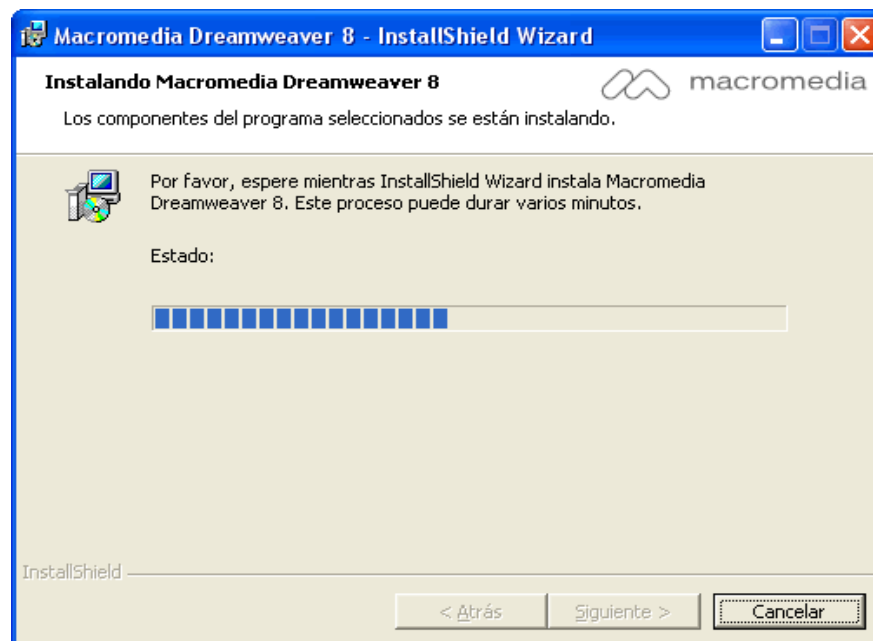 Macromedia Dreamweaver 8 - InstallShield Wizard
Instalando Macromedia Dreamweaver 8
macromedia
Los componentes del programa seleccionados se están instalando.
Por favor, espere mientras InstallShield Wizard instala Macromedia
Dreamweaver 8. Este proceso puede durar varios minutos.
Estado:
InstallShield
< Atrás
Siguiente >
Cancelar